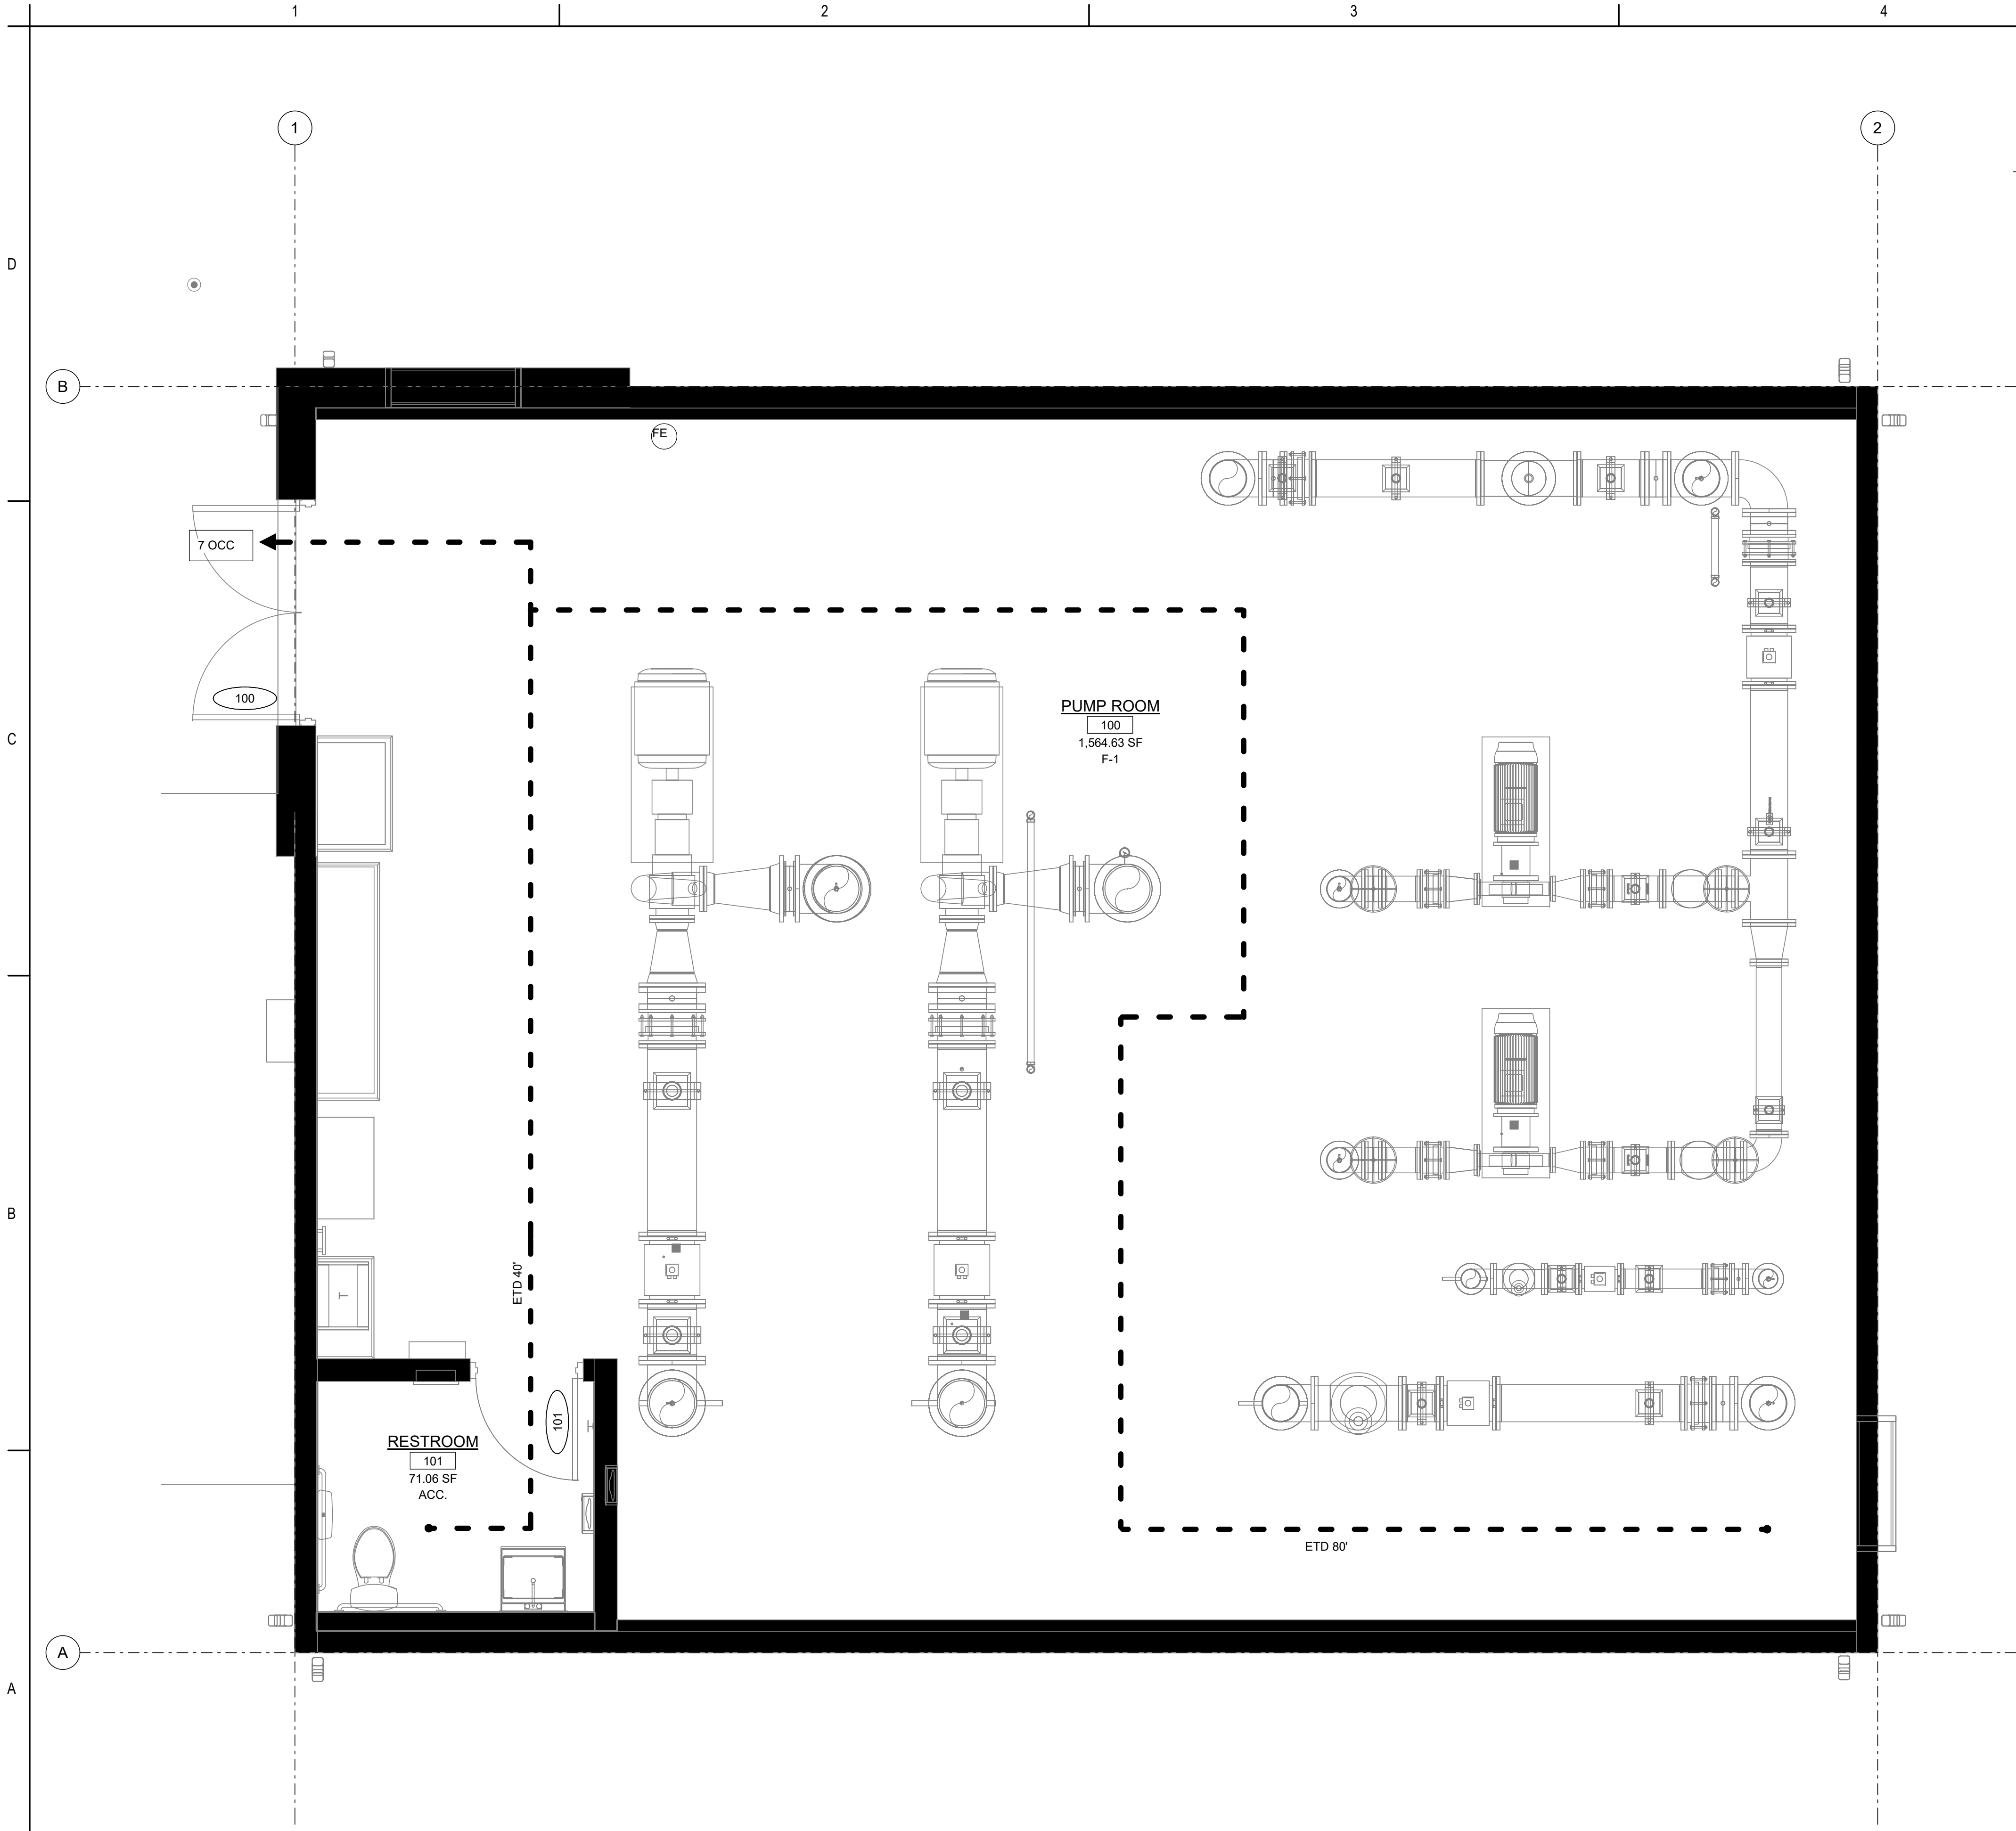 1
2
3
4
1
2
D
B
FE
7 OCC
100
PUMP ROOM
100
1,564.63 SF
F-1
C
B
T
ETD 40'
101
RESTROOM
101
71.06 SF
ACC.
ETD 80'
A
A